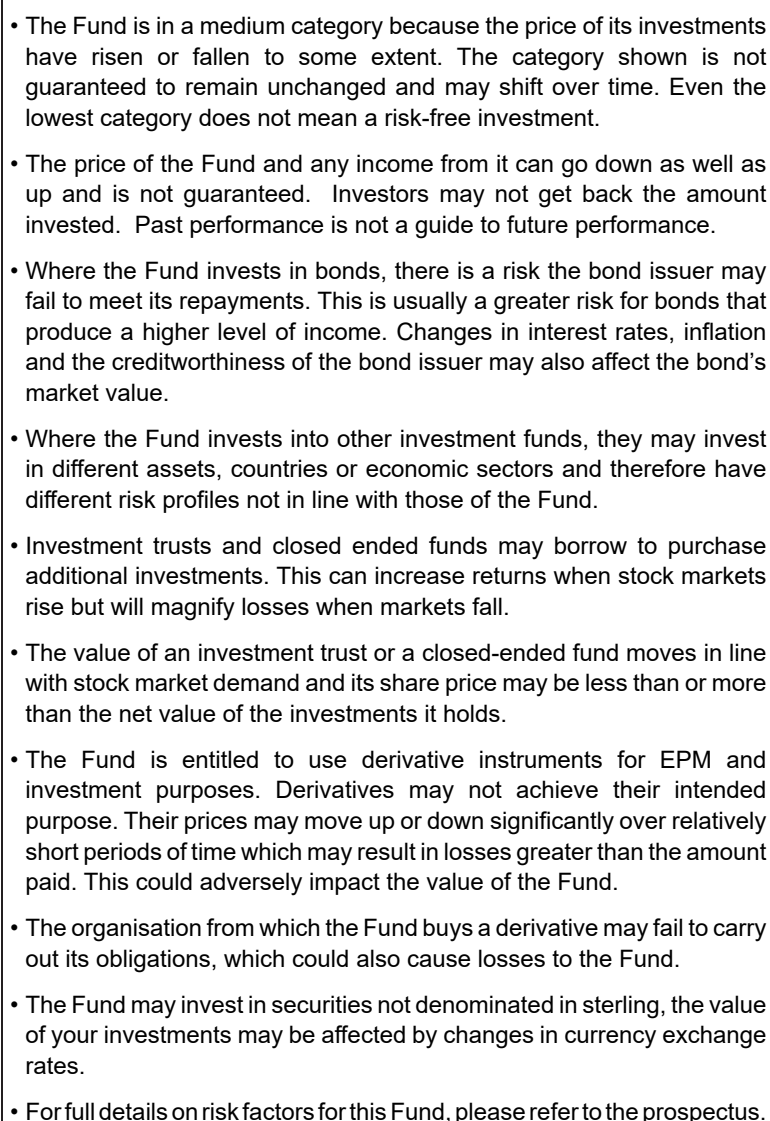 • The Fund is in a medium category because the price of its investments
have risen or fallen to some extent. The category shown is not
guaranteed to remain unchanged and may shift over time. Even the
lowest category does not mean a risk-free investment.
• The price of the Fund and any income from it can go down as well as
up and is not guaranteed. Investors may not get back the amount
invested. Past performance is not a guide to future performance.
• Where the Fund invests in bonds, there is a risk the bond issuer may
fail to meet its repayments. This is usually a greater risk for bonds that
produce a higher level of income. Changes in interest rates, inflation
and the creditworthiness of the bond issuer may also affect the bond’s
market value.
• Where the Fund invests into other investment funds, they may invest
in different assets, countries or economic sectors and therefore have
different risk profiles not in line with those of the Fund.
• Investment trusts and closed ended funds may borrow to purchase
additional investments. This can increase returns when stock markets
rise but will magnify losses when markets fall.
• The value of an investment trust or a closed-ended fund moves in line
with stock market demand and its share price may be less than or more
than the net value of the investments it holds.
• The Fund is entitled to use derivative instruments for EPM and
investment purposes. Derivatives may not achieve their intended
purpose. Their prices may move up or down significantly over relatively
short periods of time which may result in losses greater than the amount
paid. This could adversely impact the value of the Fund.
• The organisation from which the Fund buys a derivative may fail to carry
out its obligations, which could also cause losses to the Fund.
• The Fund may invest in securities not denominated in sterling, the value
of your investments may be affected by changes in currency exchange
rates.
• For full details on risk factors for this Fund, please refer to the prospectus.